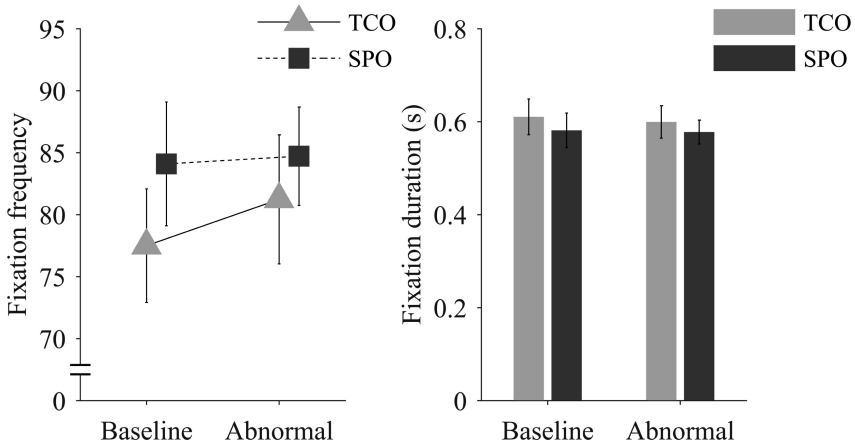 Fixation frequency
95
90
85
80
75
70
0
Baseline Abnormal
TCO
SPO
Fixation duration (s)
0.8
0.6
0.4
0.2
0
Baseline Abnormal
TCO
SPO